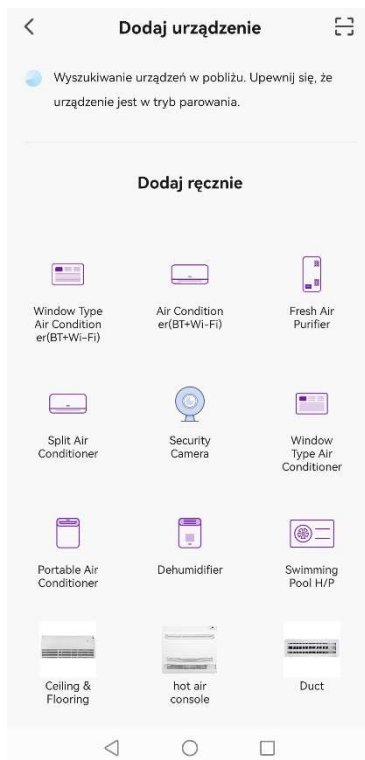 Dodaj urządzenie
Wyszukiwanie urządzeń w pobliżu. Upewnij się, że
urządzenie jest w tryb parowania.
Dodaj ręcznie
Window Type
Air Condition
er(BT+Wi-Fi)
Air Condition
er(BT+Wi-Fi)
Fresh Air
Purifier
Split Air
Conditioner
Security
Camera
Window
Type Air
Conditioner
Portable Air
Conditioner
Dehumidifier
Swimming
Pool H/P
Ceiling &
Flooring
hot air
console
Duct